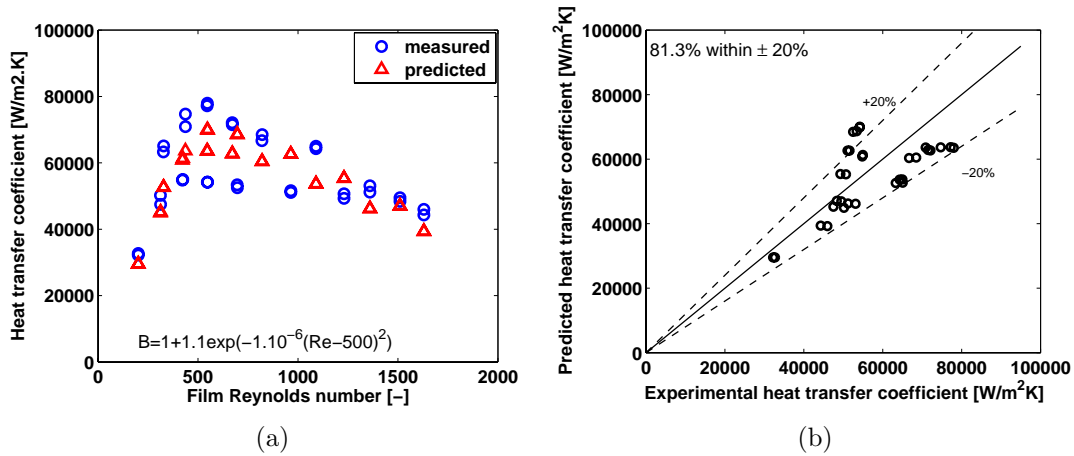 100000
80000
60000
40000
20000
0
0
500
1000
1500
2000
Heat transfer coefficient [W/m2.K]
Film Reynolds number [−]
measured
predicted
B=1+1.1exp(−1.10⁻⁶(Re−500)²)
(a)
100000
80000
60000
40000
20000
0
0
20000
40000
60000
80000
100000
Predicted heat transfer coefficient [W/m²K]
Experimental heat transfer coefficient [W/m²K]
81.3% within ± 20%
+20%
−20%
(b)